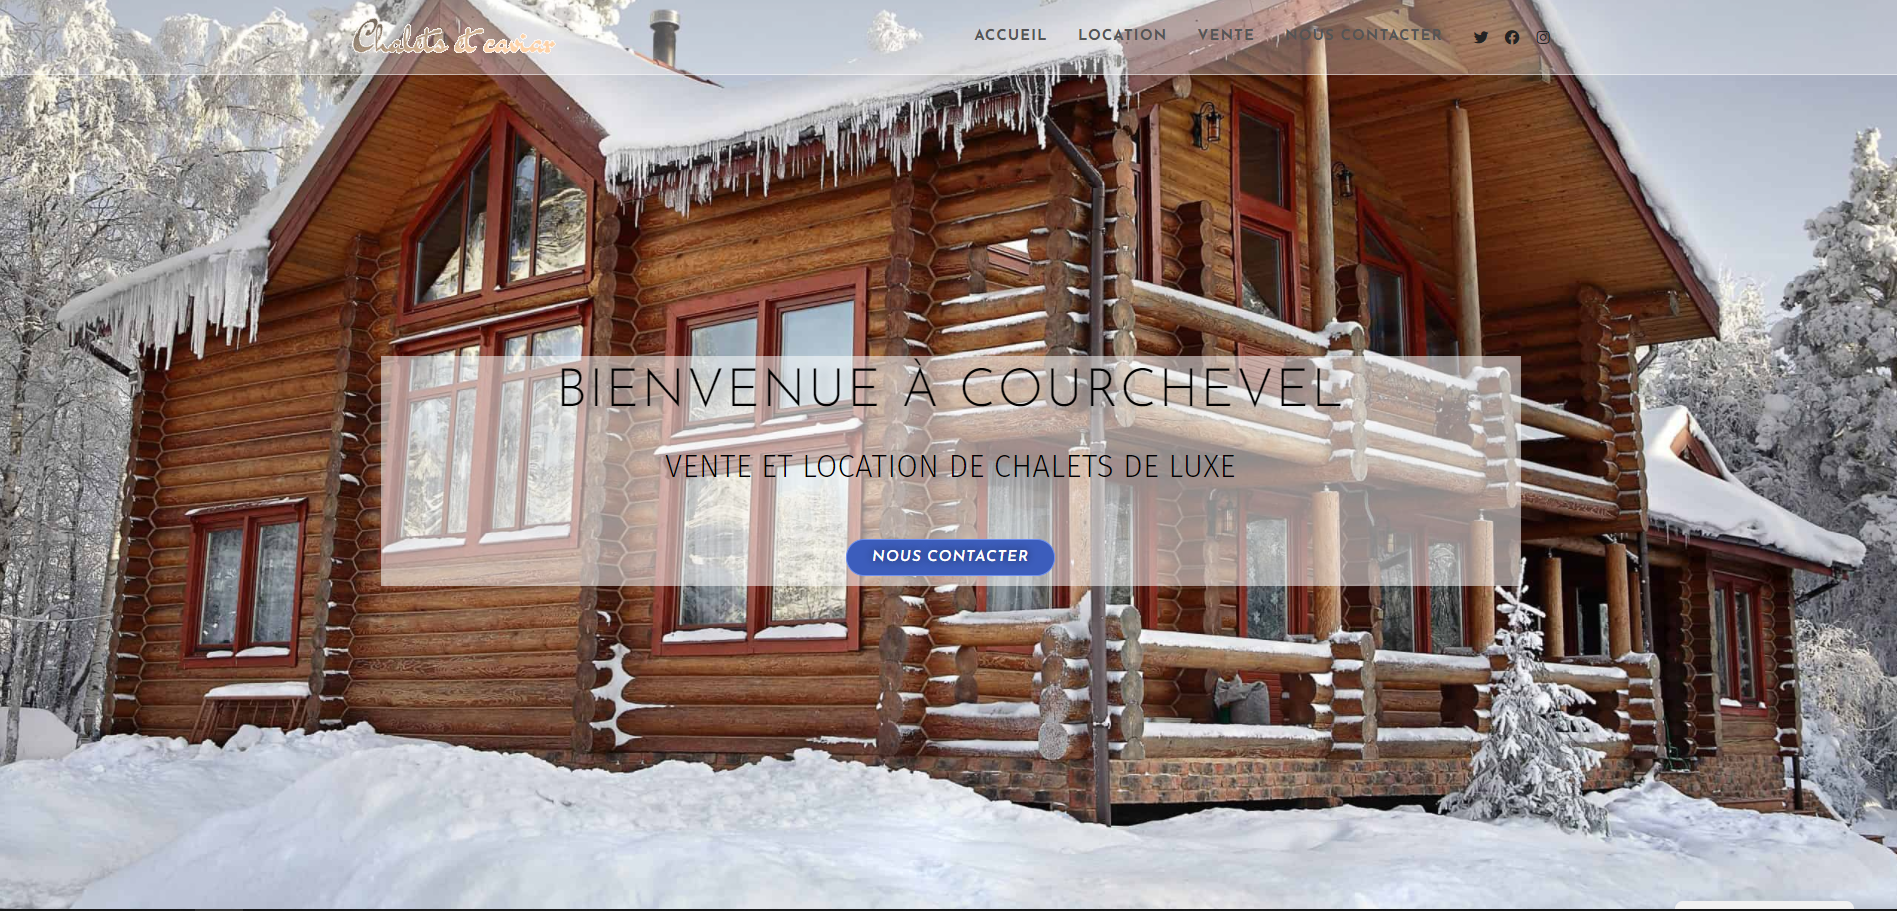 Chalets et caviar
ACCUEIL LOCATION VENTE NOUS CONTACTER
BIENVENUE À COURCHEVEL
VENTE ET LOCATION DE CHALETS DE LUXE
NOUS CONTACTER